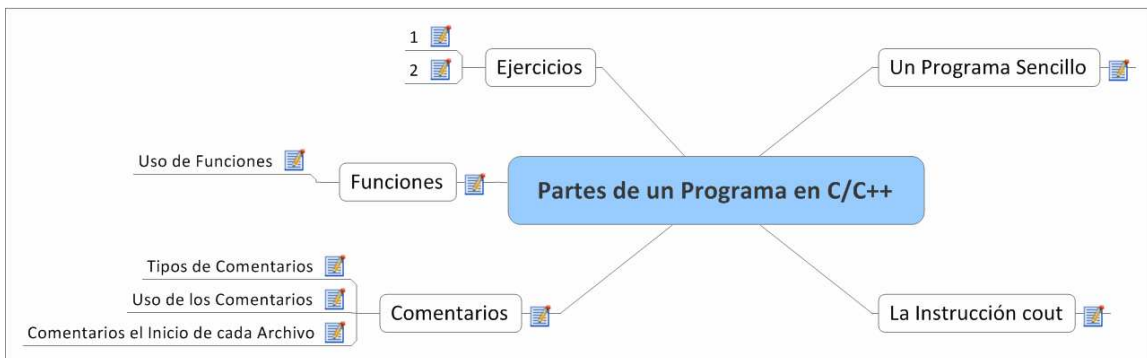 1
2
Ejercicios
Un Programa Sencillo
Uso de Funciones
Funciones
Partes de un Programa en C/C++
Tipos de Comentarios
Uso de los Comentarios
Comentarios el Inicio de cada Archivo
Comentarios
La Instrucción cout